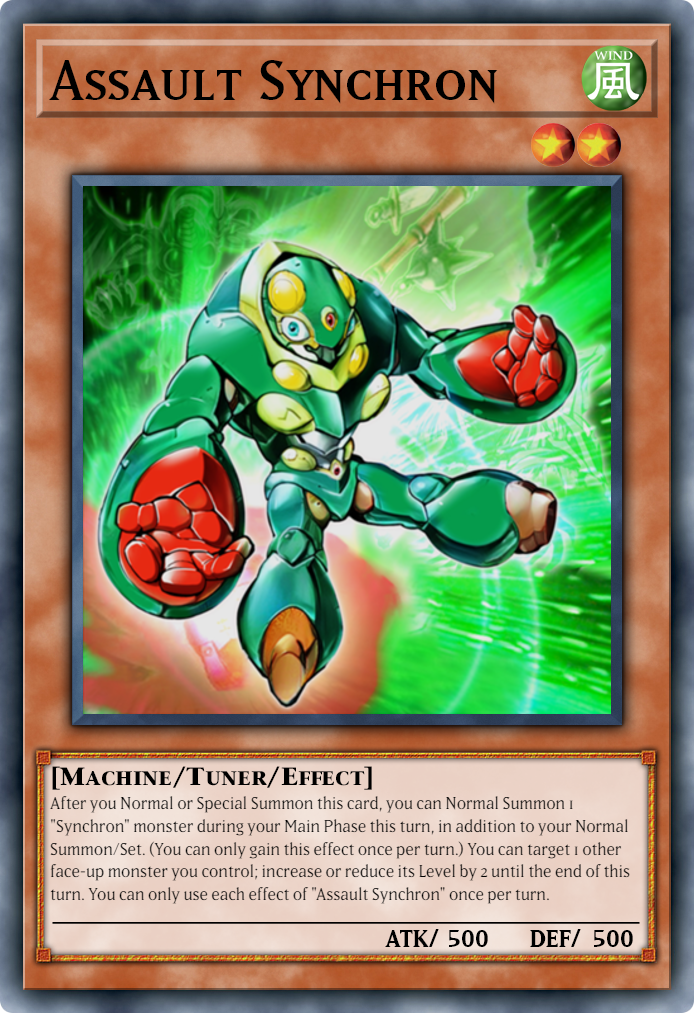 Assault Synchron
WIND
風
[Machine/Tuner/Effect]
After you Normal or Special Summon this card, you can Normal Summon 1
"Synchron" monster during your Main Phase this turn, in addition to your Normal
Summon/Set. (You can only gain this effect once per turn.) You can target 1 other
face-up monster you control; increase or reduce its Level by 2 until the end of this
turn. You can only use each effect of "Assault Synchron" once per turn.
ATK/ 500 DEF/ 500